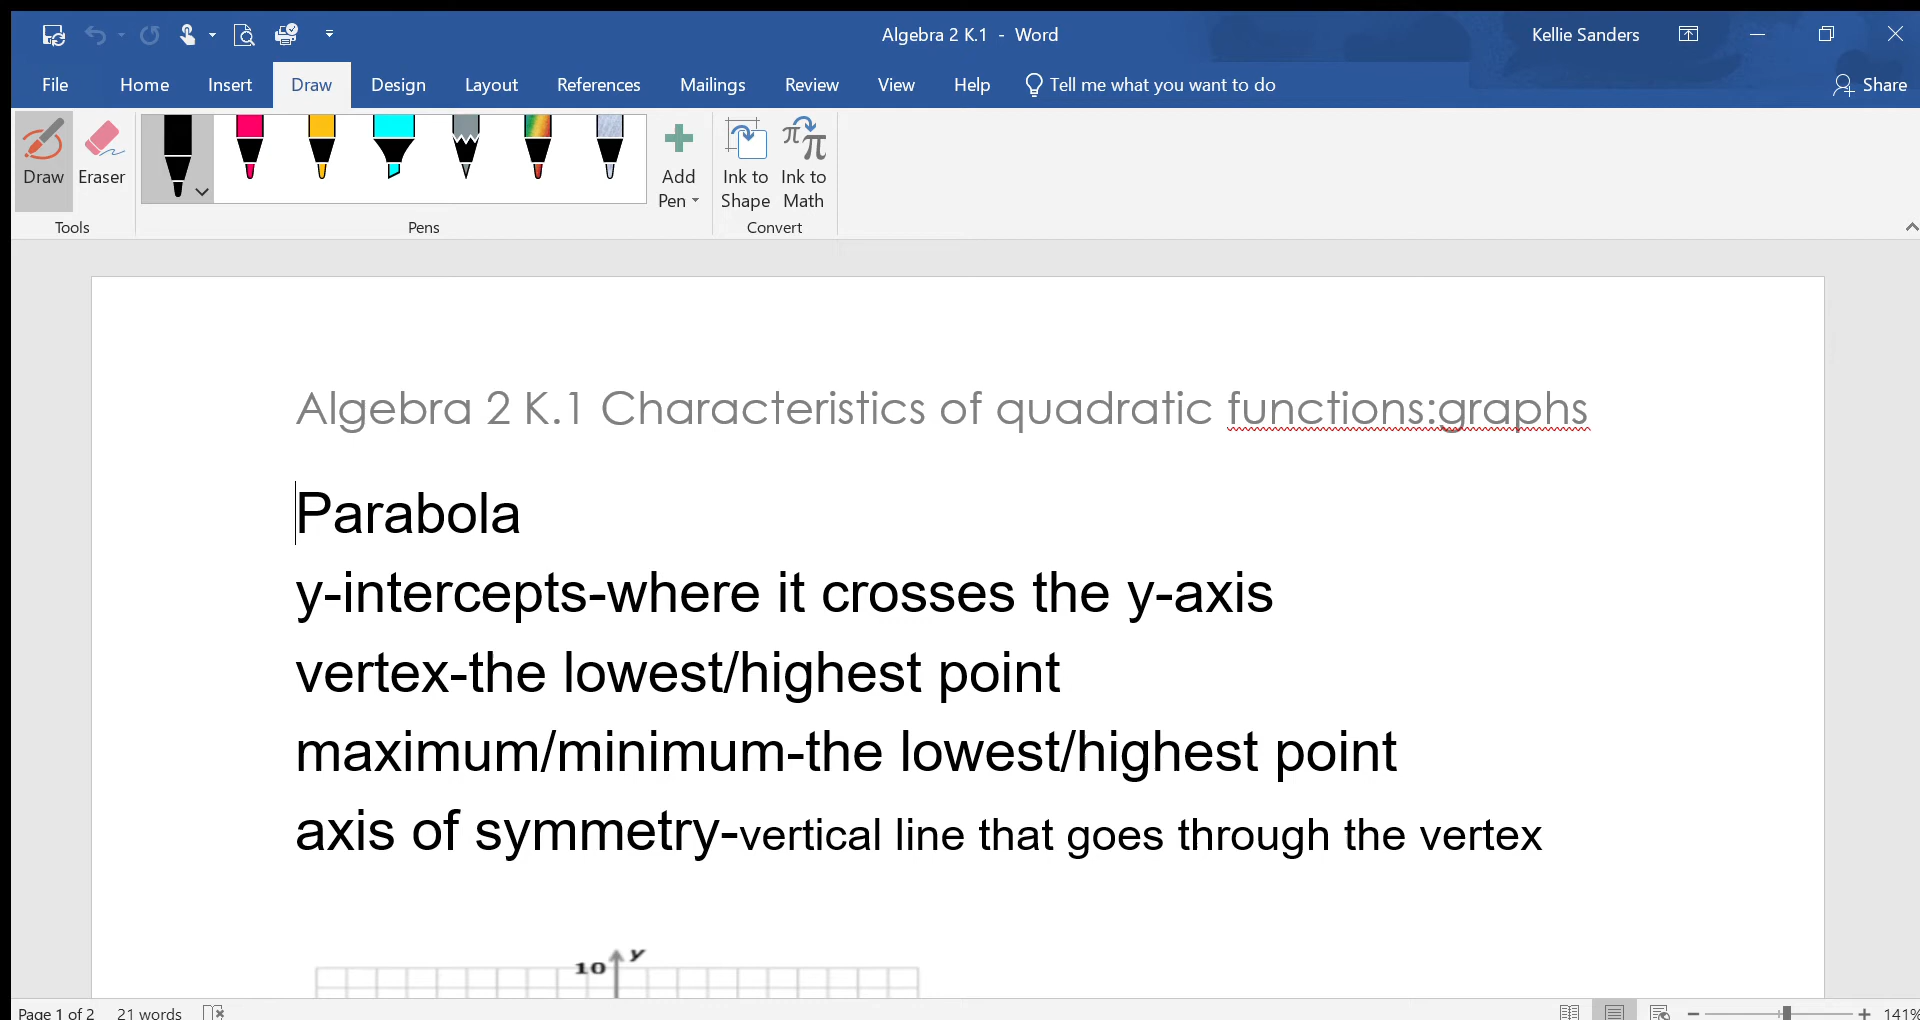 Algebra 2 K.1 - Word
Kellie Sanders
File Home Insert Draw Design Layout References Mailings Review View Help Tell me what you want to do Share
Draw Eraser Add Pen Ink to Shape Ink to Math
Tools Pens Convert
Algebra 2 K.1 Characteristics of quadratic functions:graphs
Parabola
y-intercepts-where it crosses the y-axis
vertex-the lowest/highest point
maximum/minimum-the lowest/highest point
axis of symmetry-vertical line that goes through the vertex
y
10
Page 1 of 2 21 words 141%